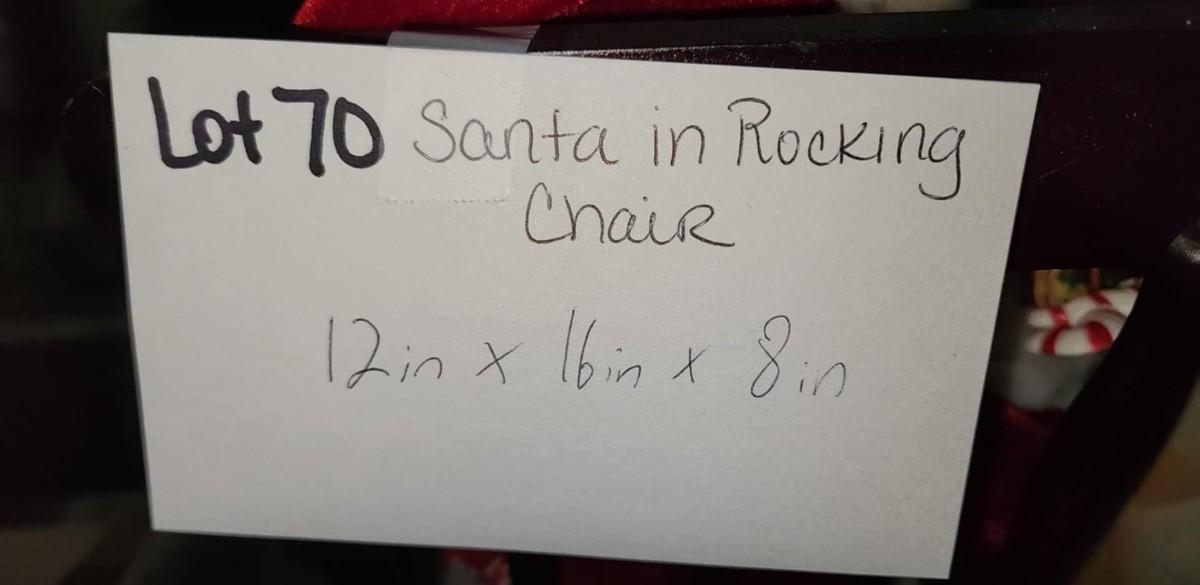 Lot 70 Santa in Rocking
Chair
12in x 16in x 8in